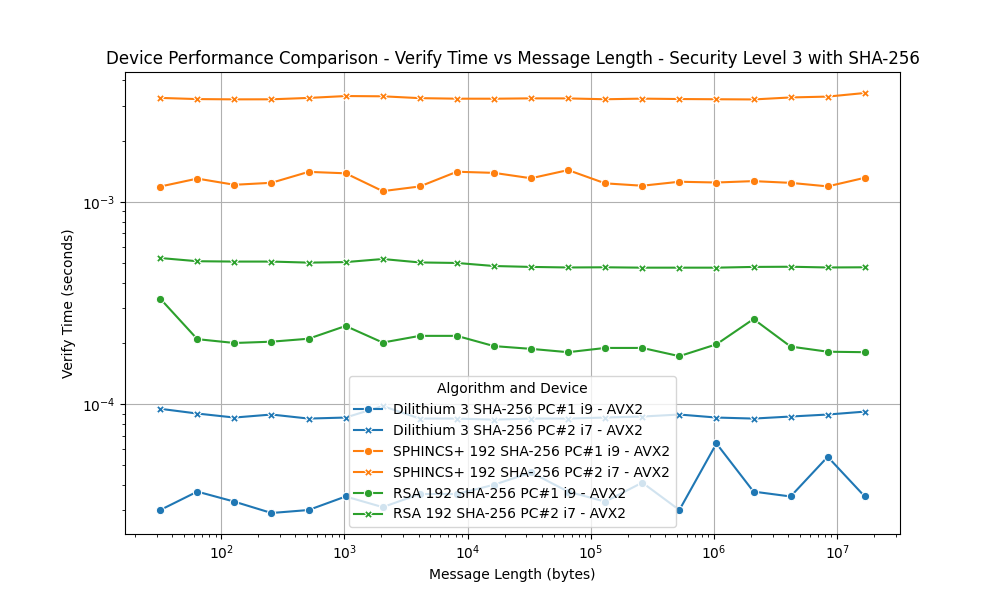 Device Performance Comparison - Verify Time vs Message Length - Security Level 3 with SHA-256
Verify Time (seconds)
10⁻³
10⁻⁴
Algorithm and Device
Dilithium 3 SHA-256 PC#1 i9 - AVX2
Dilithium 3 SHA-256 PC#2 i7 - AVX2
SPHINCS+ 192 SHA-256 PC#1 i9 - AVX2
SPHINCS+ 192 SHA-256 PC#2 i7 - AVX2
RSA 192 SHA-256 PC#1 i9 - AVX2
RSA 192 SHA-256 PC#2 i7 - AVX2
10² 10³ 10⁴ 10⁵ 10⁶ 10⁷
Message Length (bytes)